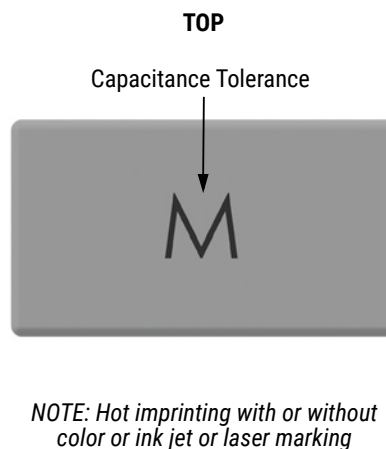 TOP
Capacitance Tolerance
M
NOTE: Hot imprinting with or without
color or ink jet or laser marking